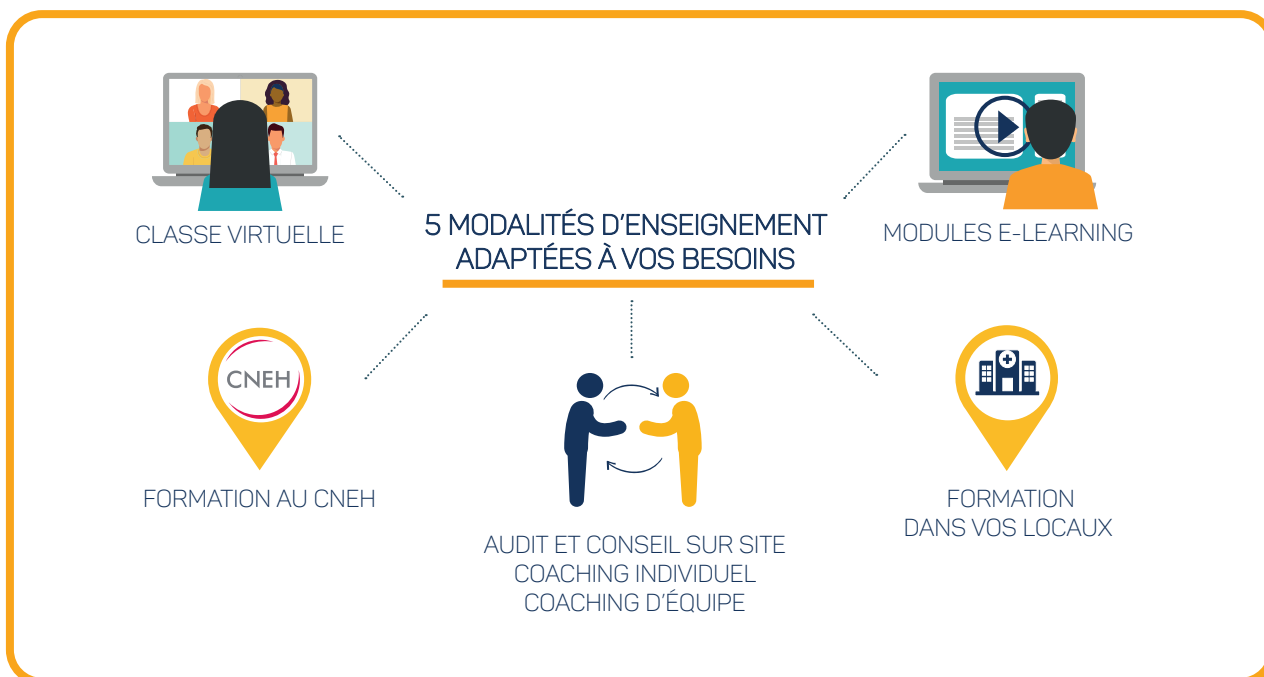 CLASSE VIRTUELLE
MODULES E-LEARNING
5 MODALITÉS D'ENSEIGNEMENT
ADAPTÉES À VOS BESOINS
CNEH
FORMATION AU CNEH
AUDIT ET CONSEIL SUR SITE
COACHING INDIVIDUEL
COACHING D'ÉQUIPE
FORMATION
DANS VOS LOCAUX